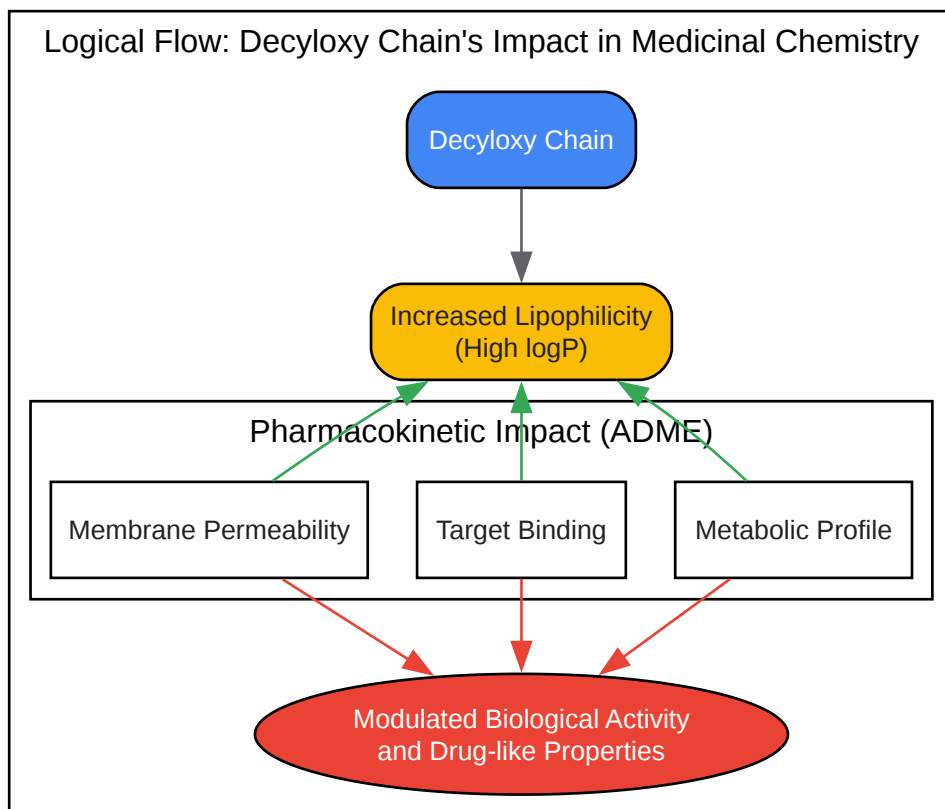 Logical Flow: Decyloxy Chain's Impact in Medicinal Chemistry
Decyloxy Chain
Increased Lipophilicity
(High logP)
Pharmacokinetic Impact (ADME)
Membrane Permeability
Target Binding
Metabolic Profile
Modulated Biological Activity
and Drug-like Properties